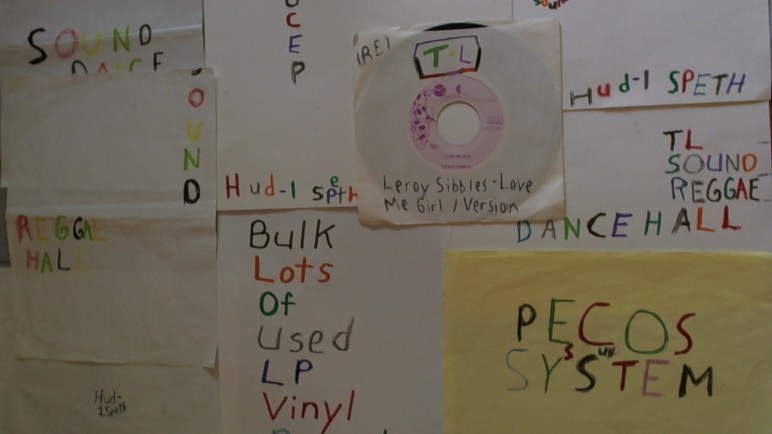 SOUND
DANCE
SOUND
REGGAE
HALL
Hud-
1 Speth
C
E
P
Hud-1 speth
(RE)
T-L
Leroy Sibbles-Love
Me Girl / Version
Bulk
Lots
Of
Used
LP
Vinyl
Hud-1 SPETH
TL
SOUND
REGGAE
DANCEHALL
PECOS
SYSTEM